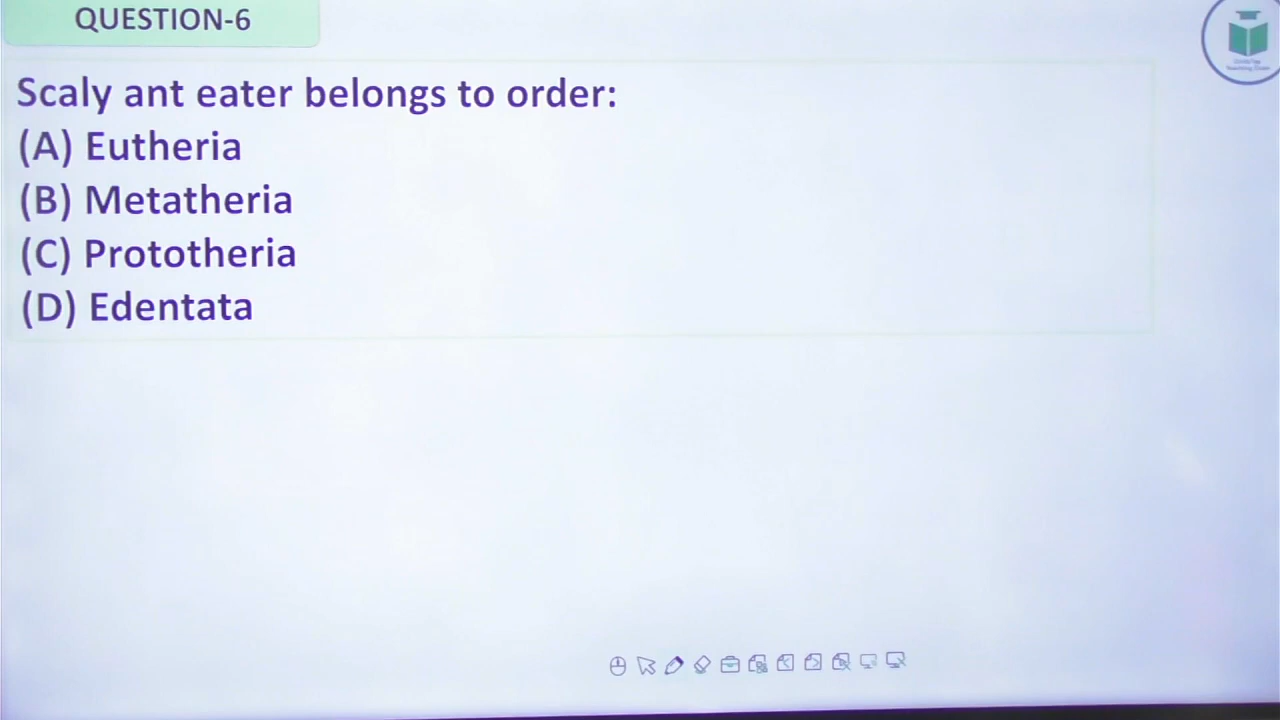 QUESTION-6
Scaly ant eater belongs to order:
(A) Eutheria
(B) Metatheria
(C) Prototheria
(D) Edentata